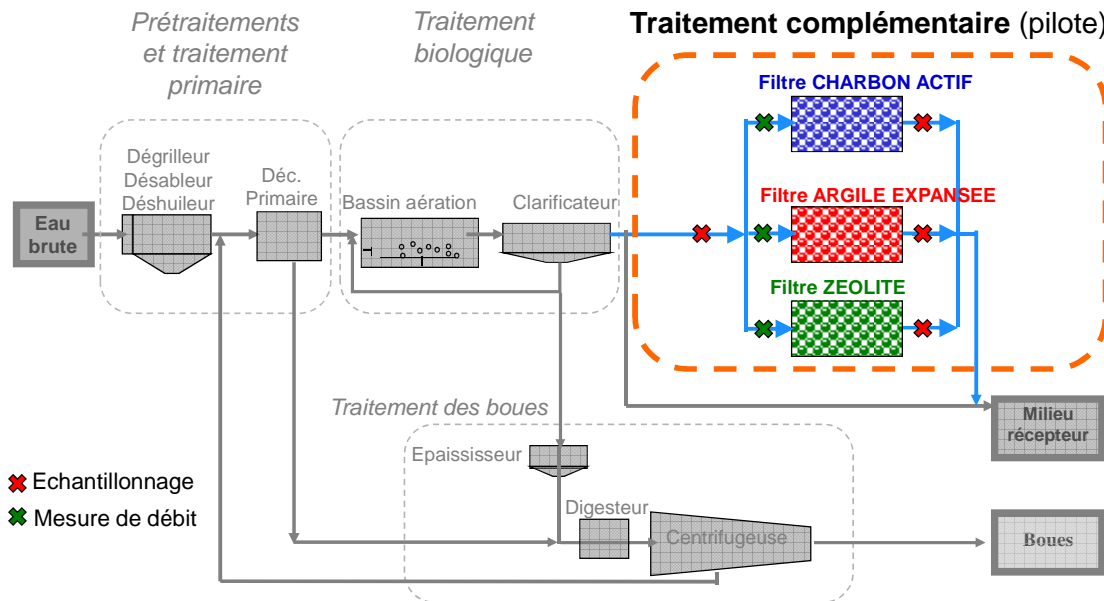 Prétraitements
et traitement
primaire
Traitement
biologique
Traitement complémentaire (pilote)
Filtre CHARBON ACTIF
Dégrilleur
Désableur
Déshuileur
Déc.
Primaire
Bassin aération
Clarificateur
Filtre ARGILE EXPANSEE
Eau
brute
Filtre ZEOLITE
Traitement des boues
Milieu
récepteur
Epaississeur
Echantillonnage
Mesure de débit
Digesteur
Centrifugeuse
Boues